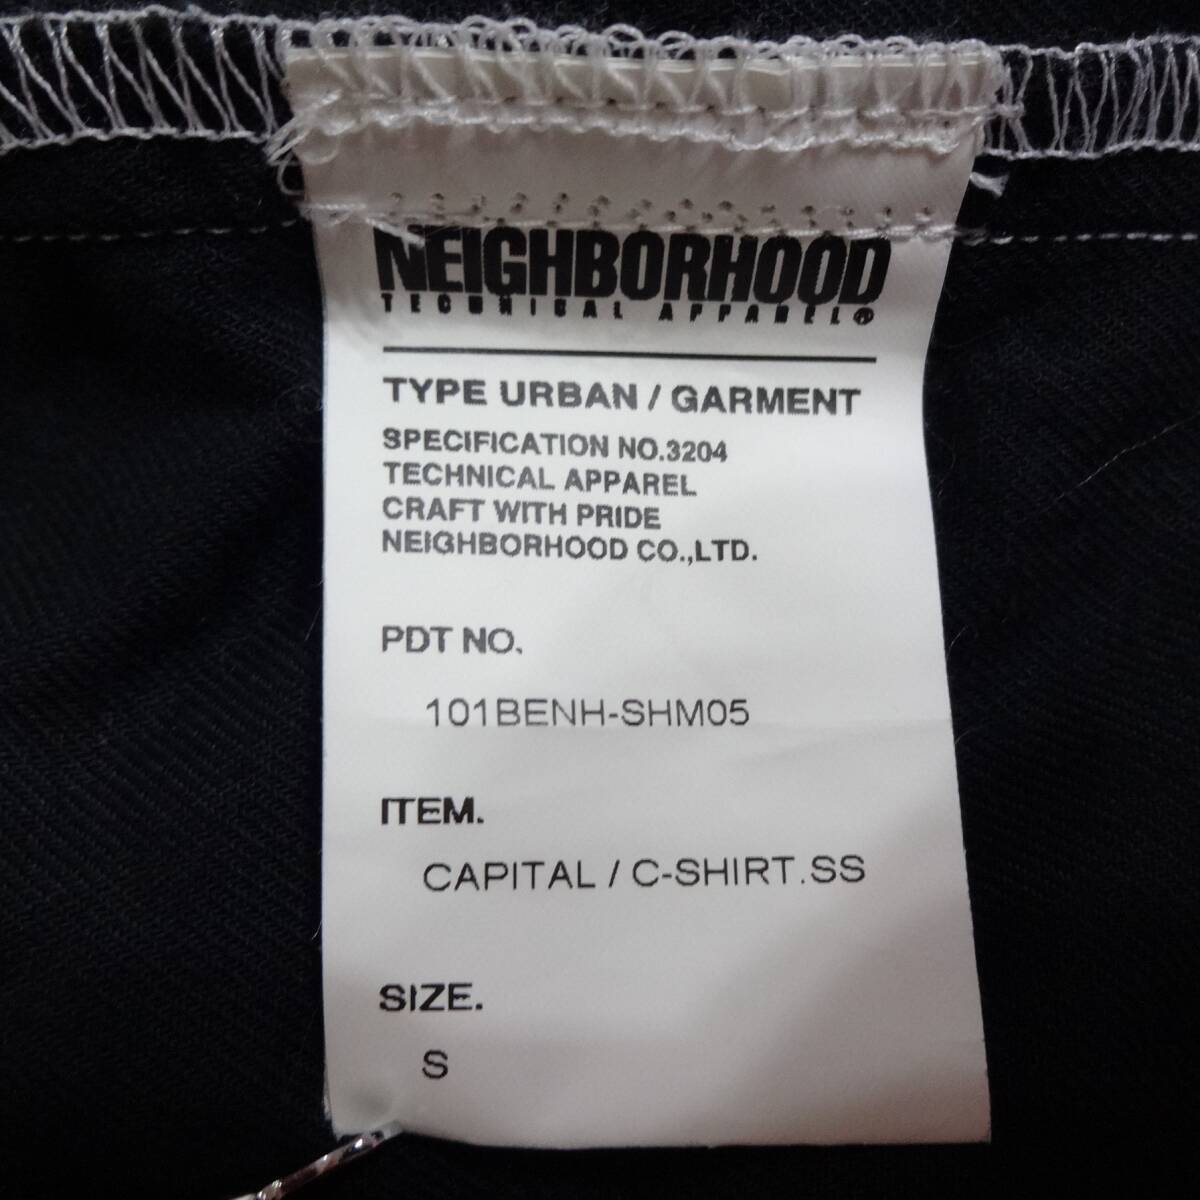 NEIGHBORHOOD
TECHNICAL APPAREL®
TYPE URBAN / GARMENT
SPECIFICATION NO.3204
TECHNICAL APPAREL
CRAFT WITH PRIDE
NEIGHBORHOOD CO.,LTD.
PDT NO.
101BENH-SHM05
ITEM.
CAPITAL / C-SHIRT.SS
SIZE.
S